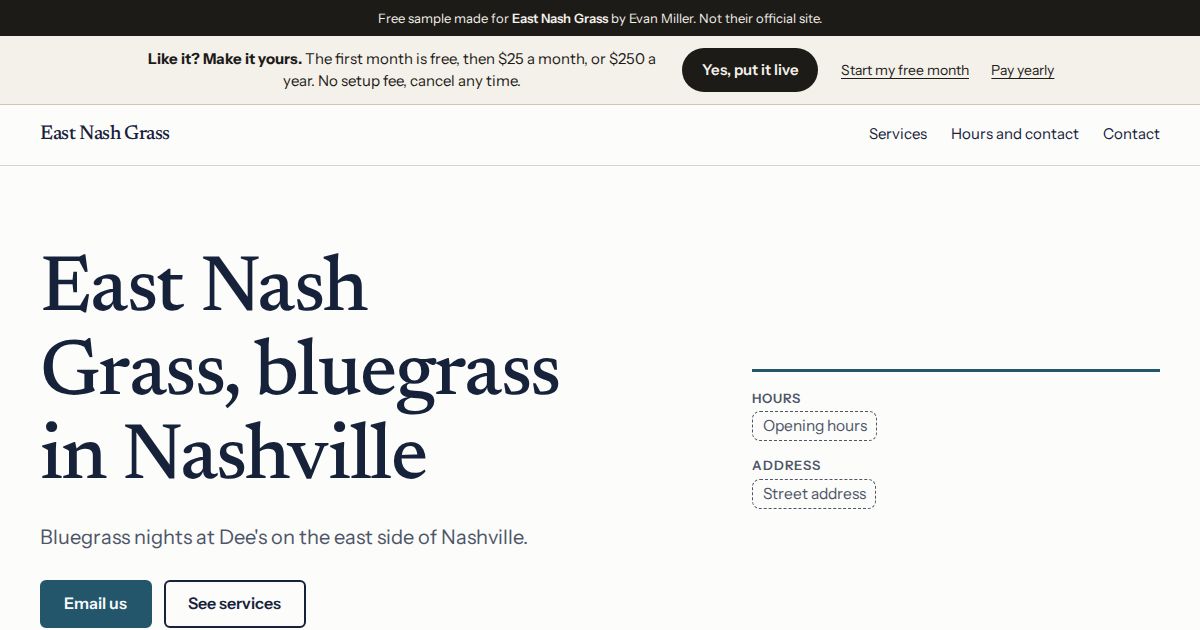 Free sample made for East Nash Grass by Evan Miller. Not their official site.
Like it? Make it yours. The first month is free, then $25 a month, or $250 a
year. No setup fee, cancel any time.
Yes, put it live
Start my free month
Pay yearly
East Nash Grass
Services
Hours and contact
Contact
East Nash
Grass, bluegrass
in Nashville
Bluegrass nights at Dee's on the east side of Nashville.
Email us
See services
HOURS
Opening hours
ADDRESS
Street address